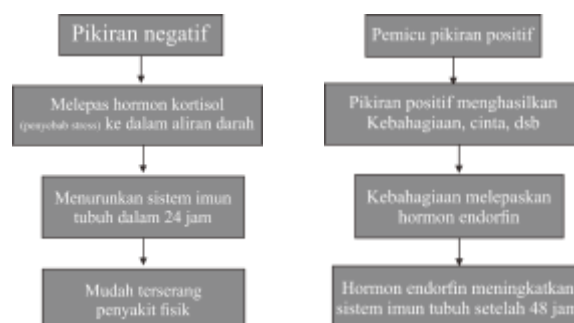 Pikiran negatif
Melepas hormon kortisol
(penyebab stress) ke dalam aliran darah
Menurunkan sistem imun
tubuh dalam 24 jam
Mudah terserang
penyakit fisik
Pemicu pikiran positif
Pikiran positif menghasilkan
Kebahagiaan, cinta, dsb
Kebahagiaan melepaskan
hormon endorfin
Hormon endorfin meningkatkan
sistem imun tubuh setelah 48 jam